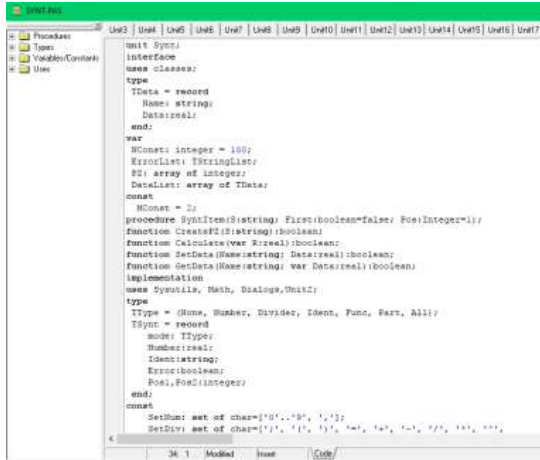 SYNT.PAS
Procedures
Types
Variables/Constants
Uses
Unit3 Unit4 Unit5 Unit6 Unit7 Unit8 Unit9 Unit10 Unit11 Unit12 Unit13 Unit14 Unit15 Unit16 Unit17
unit Synt;
interface
uses classes;
type
TData = record
Name: string;
Data:real;
end;
var
NConst: integer = 100;
ErrorList: TStringList;
PZ: array of integer;
DataList: array of TData;
const
MConst = 2;
procedure SyntItem(S:string; First:boolean=false; Pos:Integer=1);
function CreatePZ(S:string):boolean;
function Calculate(var R:real):boolean;
function SetData(Name:string; Data:real):boolean;
function GetData(Name:string; var Data:real):boolean;
implementation
uses Sysutils, Math, Dialogs,Unit2;
type
TType = (None, Number, Divider, Ident, Func, Part, All);
TSynt = record
mode: TType;
Number:real;
Ident:string;
Error:boolean;
Pos1,Pos2:integer;
end;
const
SetNum: set of char=['0'..'9', ','];
SetDiv: set of char=[';', '(', ')', '=', '+', '-', '/', '*', '^',
34: 1 Modified Insert Code